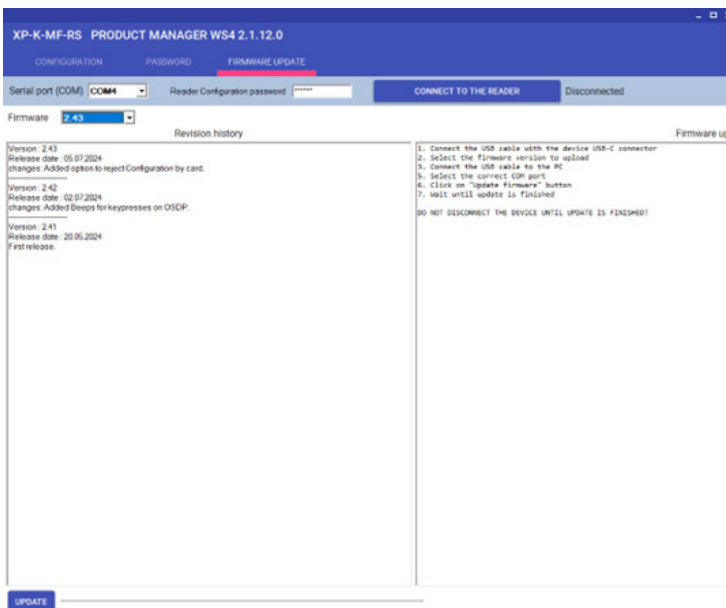 XP-K-MF-RS PRODUCT MANAGER WS4 2.1.12.0
CONFIGURATION PASSWORD FIRMWARE UPDATE
Serial port (COM) COM4 Reader Configuration password ****** CONNECT TO THE READER Disconnected
Firmware 2.43
Revision history Firmware up
Version : 2.43
Release date : 05.07.2024
changes: Added option to reject Configuration by card.
Version : 2.42
Release date : 02.07.2024
changes: Added Beeps for keypresses on OSDP.
Version : 2.41
Release date : 20.05.2024
First release.
1. Connect the USB cable with the device USB-C connector
2. Select the firmware version to upload
3. Connect the USB cable to the PC
5. Select the correct COM port
6. Click on "Update firmware" button
7. Wait until update is finished
DO NOT DISCONNECT THE DEVICE UNTIL UPDATE IS FINISHED!
UPDATE